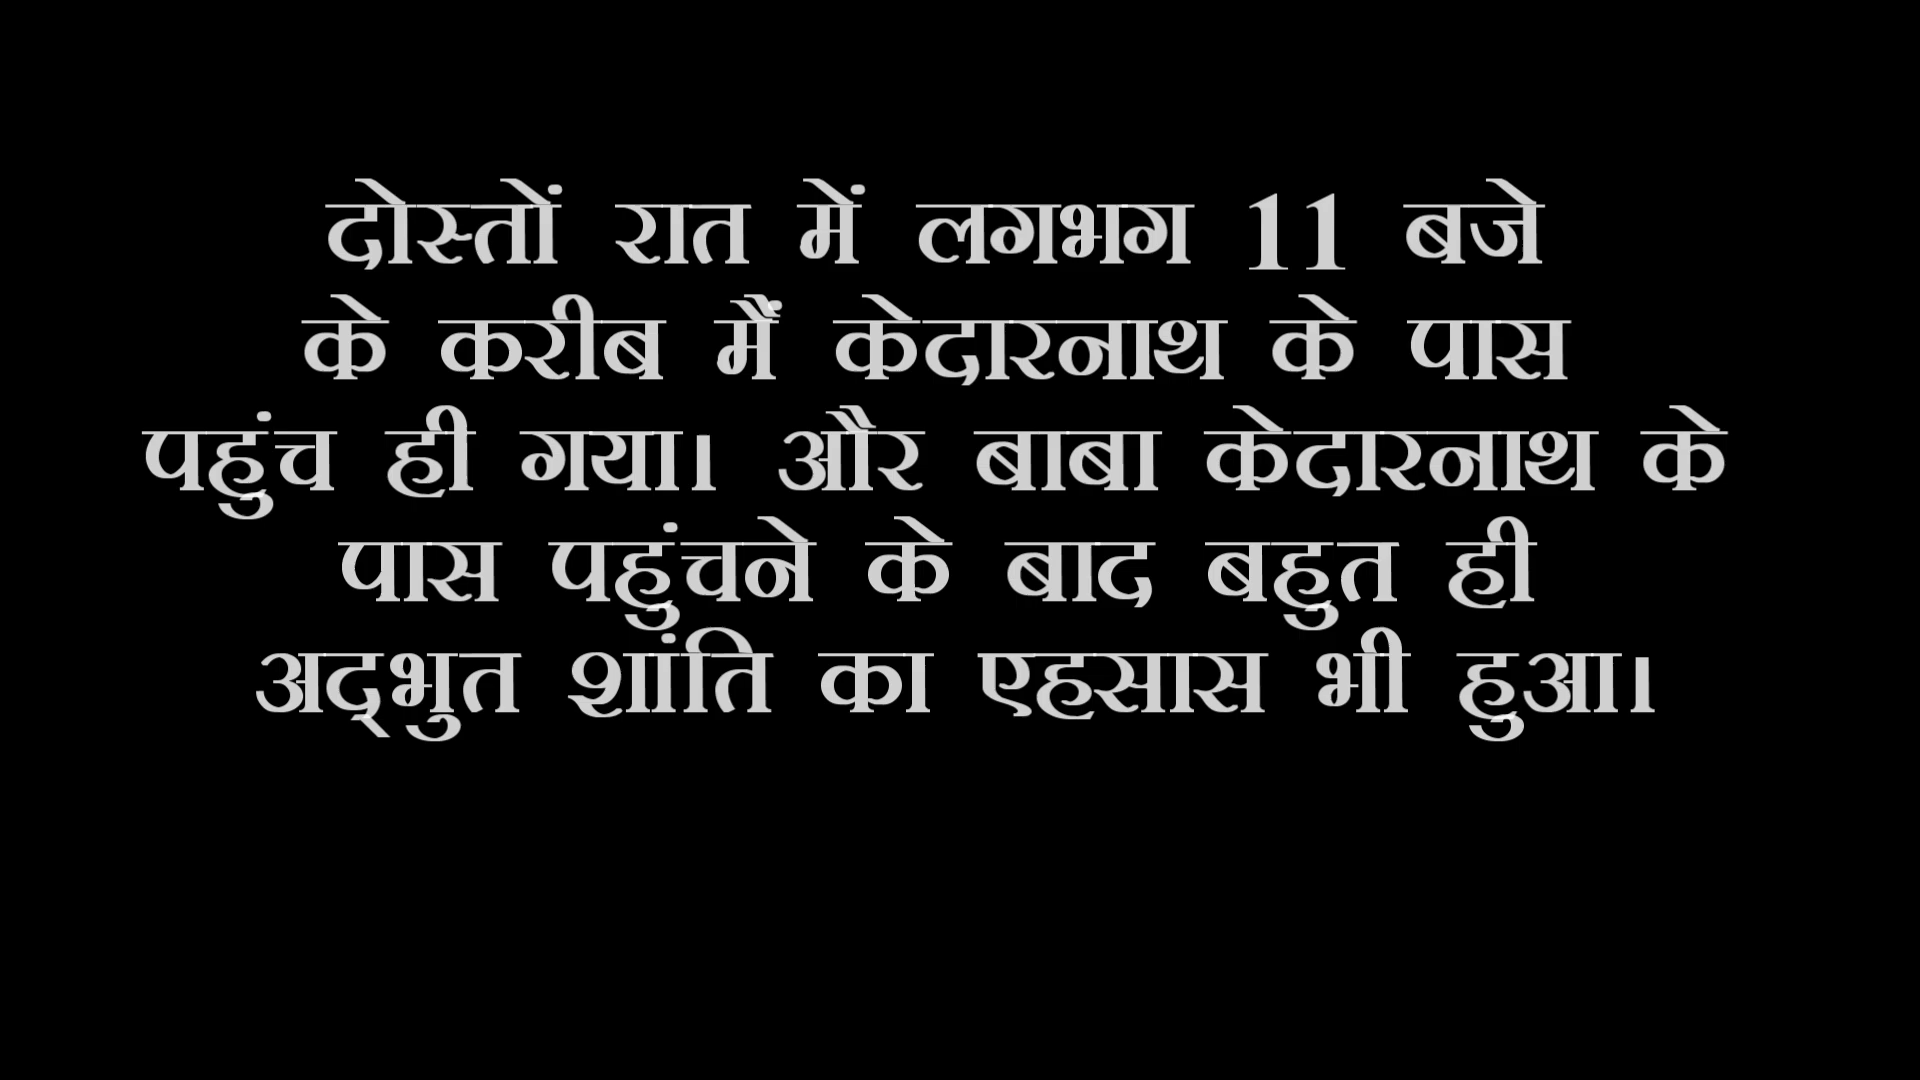 दोस्तों रात में लगभग 11 बजे
के करीब मैं केदारनाथ के पास
पहुंच ही गया। और बाबा केदारनाथ के
पास पहुंचने के बाद बहुत ही
अद्‌भुत शांति का एहसास भी हुआ।